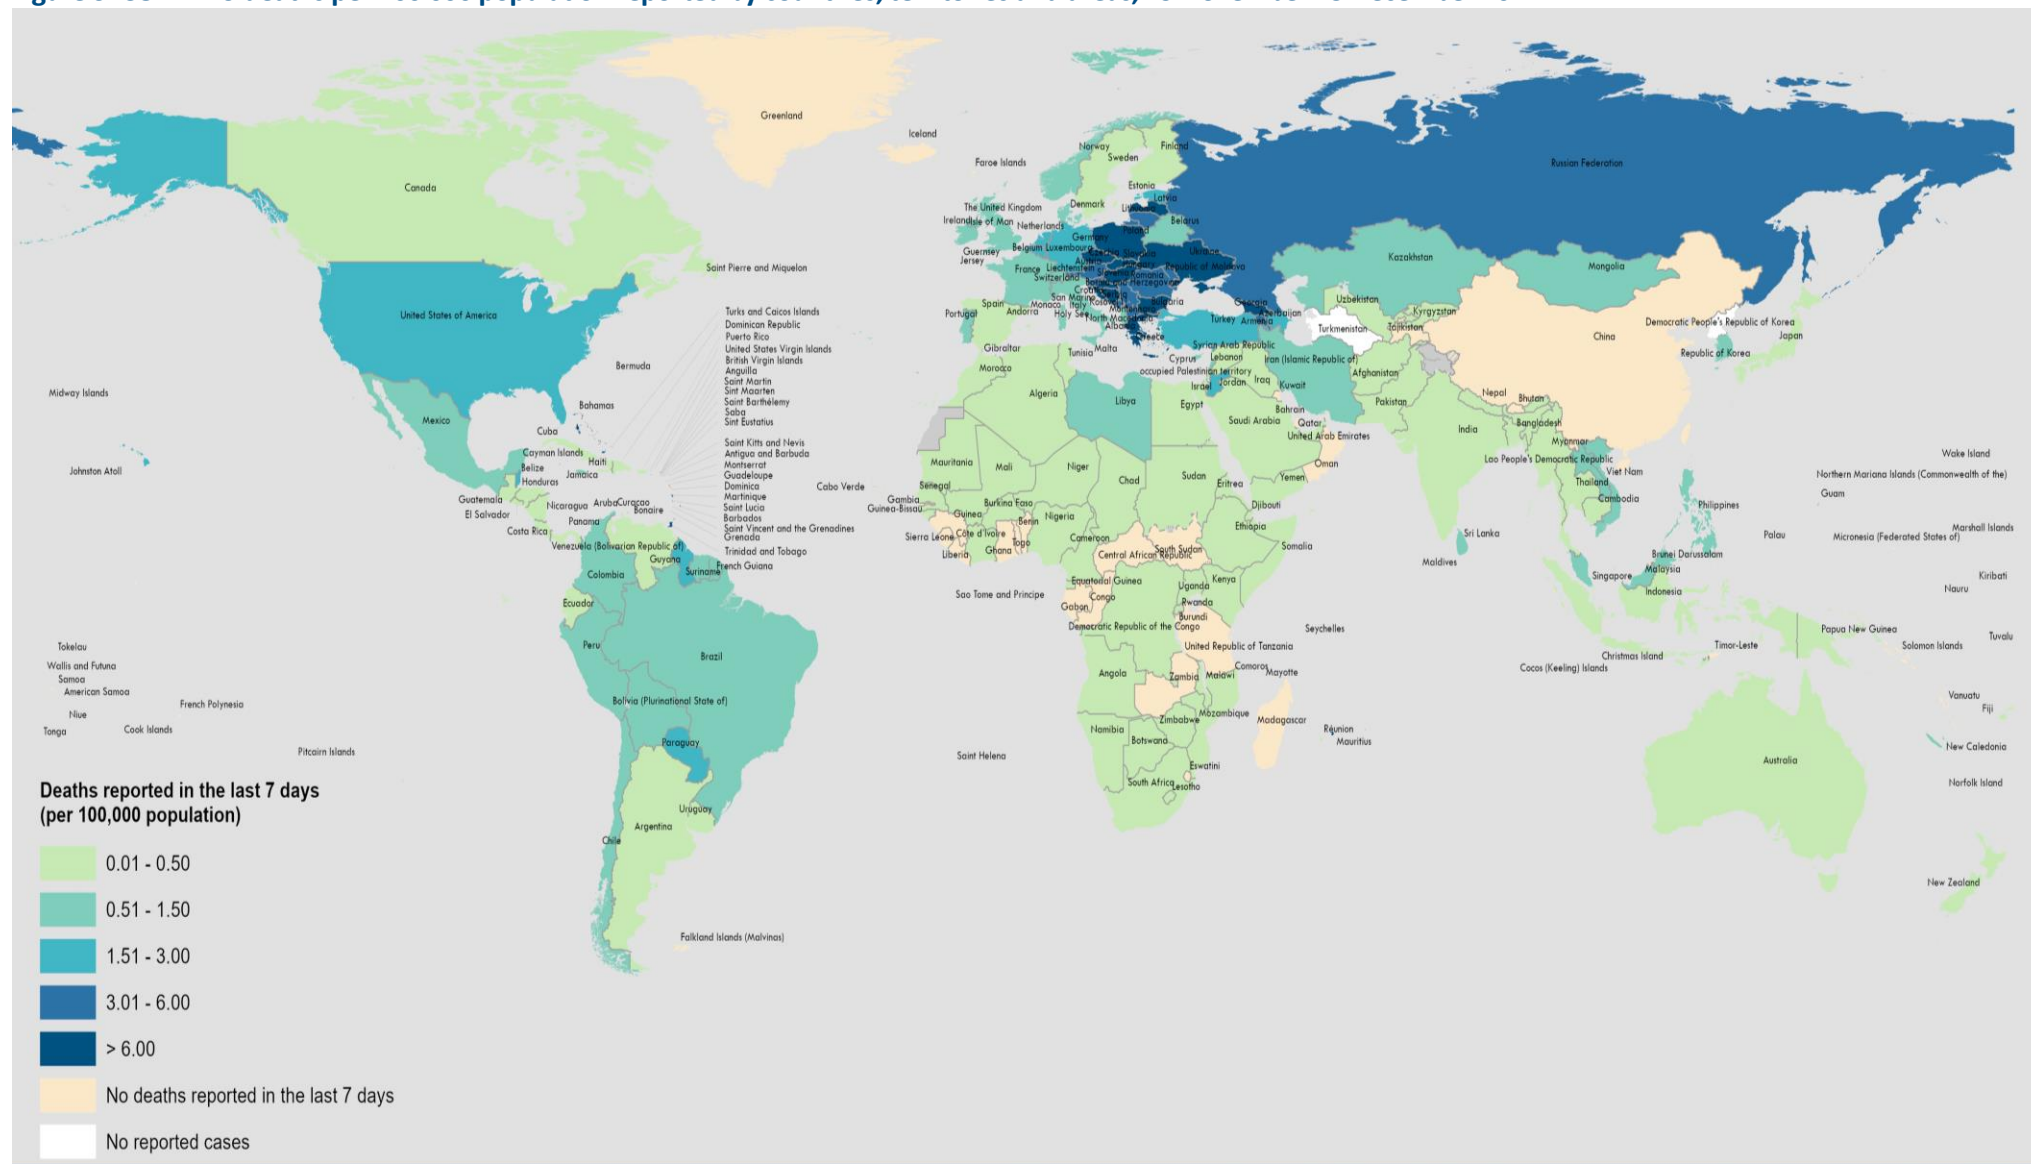 Greenland
Iceland
Faroe Islands
Norway
Sweden
Finland
Russian Federation
Canada
Estonia
Latvia
Denmark
The United Kingdom
Ireland
Isle of Man
Netherlands
Belarus
Germany
Poland
Belgium
Luxembourg
Guernsey
Jersey
Ukraine
Czechia
Slovakia
Austria
Hungary
Republic of Moldova
France
Liechtenstein
Switzerland
Romania
Bosnia and Herzegovina
Kazakhstan
Mongolia
Saint Pierre and Miquelon
San Marino
Monaco
Italy
Spain
Andorra
Portugal
Holy See
Bulgaria
North Macedonia
Albania
Greece
Georgia
Azerbaijan
Turkey
Armenia
Uzbekistan
Kyrgyzstan
Turkmenistan
Tajikistan
China
Democratic People's Republic of Korea
Japan
Republic of Korea
United States of America
Turks and Caicos Islands
Dominican Republic
Puerto Rico
United States Virgin Islands
British Virgin Islands
Anguilla
Saint Martin
Sint Maarten
Saint Barthélemy
Saba
Sint Eustatius
Saint Kitts and Nevis
Antigua and Barbuda
Montserrat
Guadeloupe
Dominica
Martinique
Saint Lucia
Barbados
Saint Vincent and the Grenadines
Grenada
Trinidad and Tobago
French Guiana
Bermuda
Bahamas
Cuba
Midway Islands
Johnston Atoll
Mexico
Cayman Islands
Haiti
Belize
Jamaica
Honduras
Guatemala
El Salvador
Nicaragua
Aruba
Curaçao
Bonaire
Costa Rica
Panama
Venezuela (Bolivarian Republic of)
Guyana
Suriname
Colombia
Ecuador
Peru
Brazil
Bolivia (Plurinational State of)
Paraguay
Uruguay
Argentina
Chile
Falkland Islands (Malvinas)
Gibraltar
Tunisia
Malta
Morocco
Algeria
Libya
Egypt
Cyprus
Lebanon
Syrian Arab Republic
occupied Palestinian territory
Israel
Jordan
Iraq
Kuwait
Iran (Islamic Republic of)
Afghanistan
Pakistan
Bahrain
Qatar
Saudi Arabia
United Arab Emirates
Oman
Yemen
India
Nepal
Bhutan
Bangladesh
Myanmar
Lao People's Democratic Republic
Viet Nam
Thailand
Cambodia
Philippines
Sri Lanka
Maldives
Brunei Darussalam
Malaysia
Singapore
Indonesia
Palau
Wake Island
Northern Mariana Islands (Commonwealth of the)
Guam
Marshall Islands
Micronesia (Federated States of)
Kiribati
Nauru
Papua New Guinea
Solomon Islands
Tuvalu
Timor-Leste
Christmas Island
Cocos (Keeling) Islands
Vanuatu
Fiji
New Caledonia
Norfolk Island
Australia
New Zealand
Cabo Verde
Mauritania
Mali
Niger
Chad
Sudan
Eritrea
Senegal
Gambia
Guinea-Bissau
Guinea
Burkina Faso
Benin
Nigeria
Djibouti
Sierra Leone
Côte d'Ivoire
Ghana
Togo
Liberia
Cameroon
Central African Republic
South Sudan
Ethiopia
Somalia
Sao Tome and Principe
Equatorial Guinea
Gabon
Congo
Uganda
Kenya
Rwanda
Burundi
Democratic Republic of the Congo
Seychelles
United Republic of Tanzania
Angola
Zambia
Malawi
Comoros
Mayotte
Mozambique
Zimbabwe
Madagascar
Réunion
Mauritius
Namibia
Botswana
Saint Helena
Eswatini
South Africa
Lesotho
Tokelau
Wallis and Futuna
Samoa
American Samoa
French Polynesia
Niue
Tonga
Cook Islands
Pitcairn Islands
Deaths reported in the last 7 days
(per 100,000 population)
0.01 - 0.50
0.51 - 1.50
1.51 - 3.00
3.01 - 6.00
> 6.00
No deaths reported in the last 7 days
No reported cases